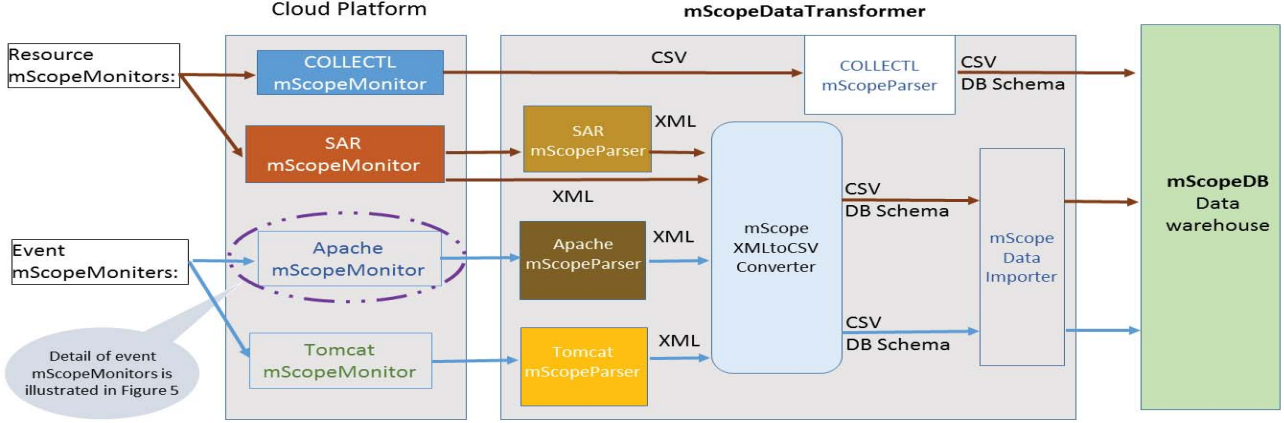 Cloud Platform
mScopeDataTransformer
Resource
mScopeMonitors:
COLLECTL
mScopeMonitor
CSV
COLLECTL
mScopeParser
CSV
DB Schema
SAR
mScopeMonitor
SAR
mScopeParser
XML
XML
CSV
DB Schema
mScopeDB
Data
warehouse
Event
mScopeMoniters:
Apache
mScopeMonitor
Apache
mScopeParser
XML
mScope
XMLtoCSV
Converter
mScope
Data
Importer
Detail of event
mScopeMonitors is
illustrated in Figure 5
Tomcat
mScopeMonitor
Tomcat
mScopeParser
XML
CSV
DB Schema